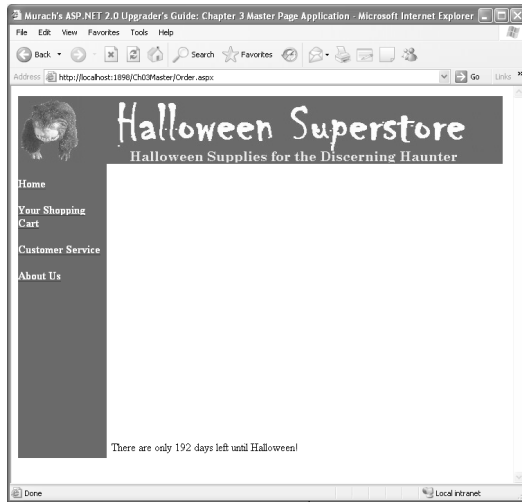 Murach's ASP.NET 2.0 Upgrader's Guide: Chapter 3 Master Page Application - Microsoft Internet Explorer
File Edit View Favorites Tools Help
Back Search Favorites
Address http://localhost:1898/Ch03Master/Order.aspx Go Links »
Halloween Superstore
Halloween Supplies for the Discerning Haunter
Home
Your Shopping
Cart
Customer Service
About Us
There are only 192 days left until Halloween!
Done Local intranet